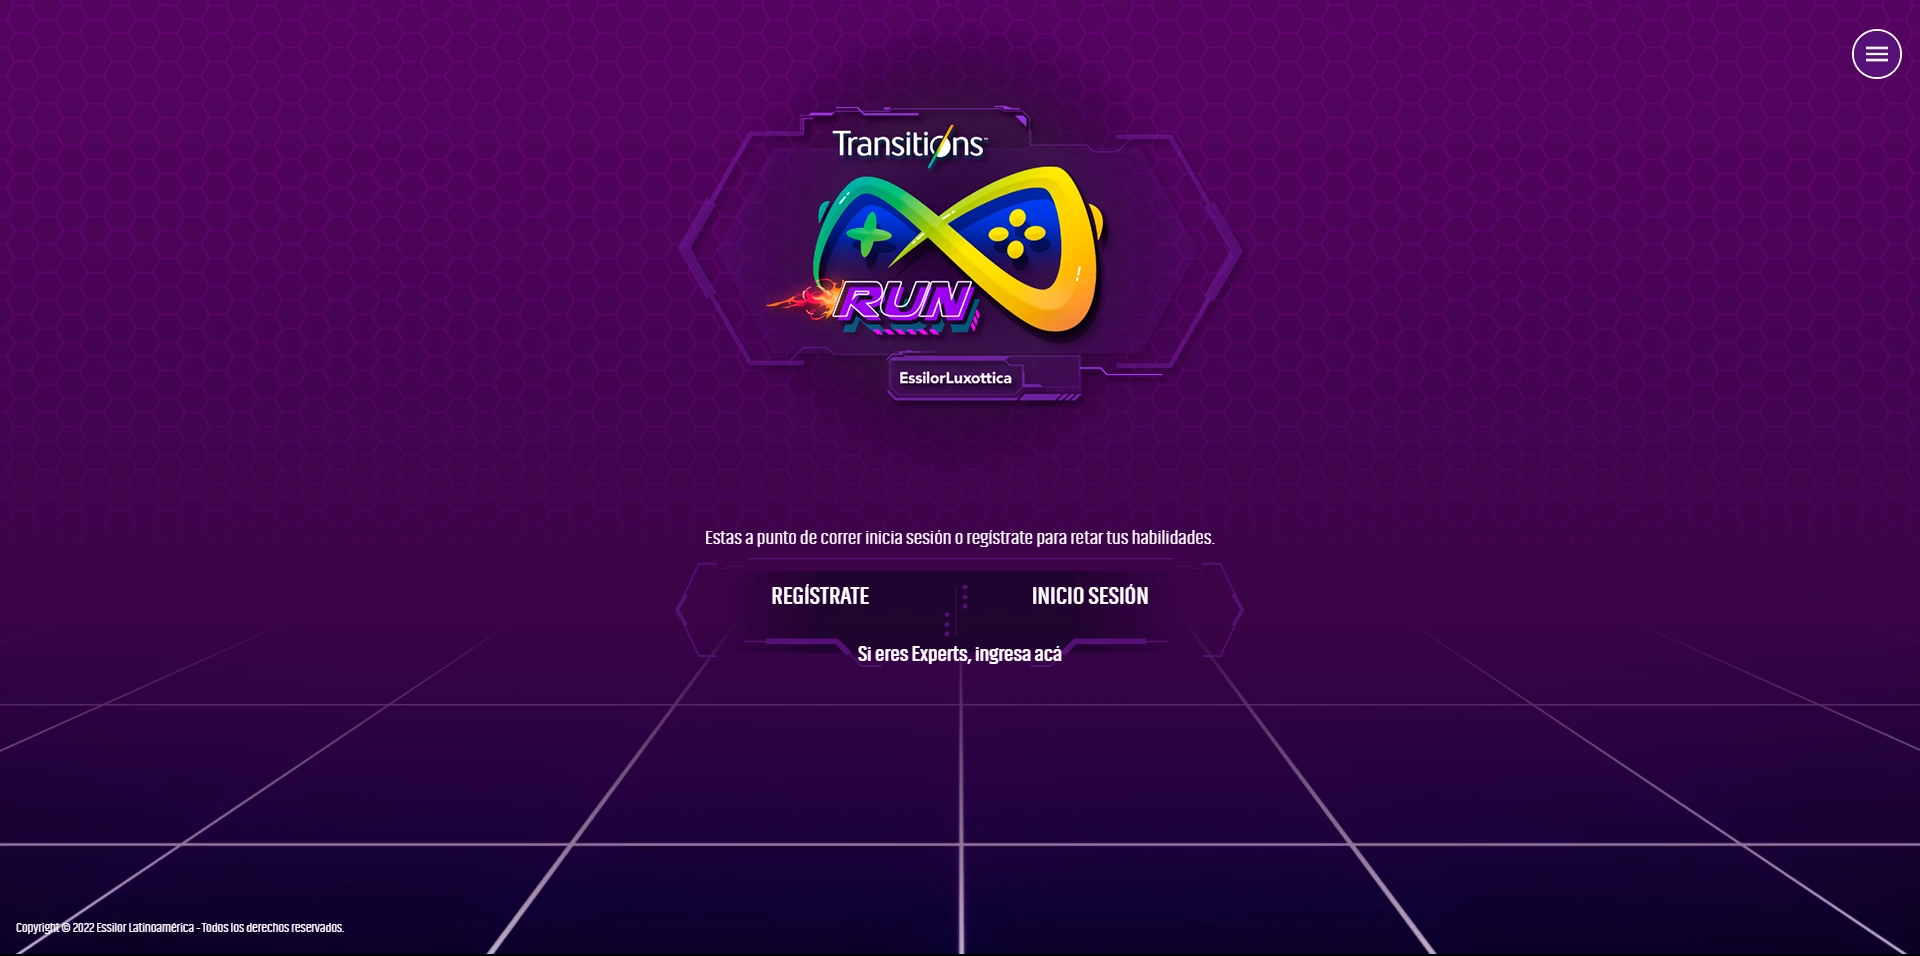 Transitions™
RUN
EssilorLuxottica
Estas a punto de correr inicia sesión o regístrate para retar tus habilidades.
REGÍSTRATE
INICIO SESIÓN
Si eres Experts, ingresa acá
Copyright © 2022 Essilor Latinoamérica - Todos los derechos reservados.